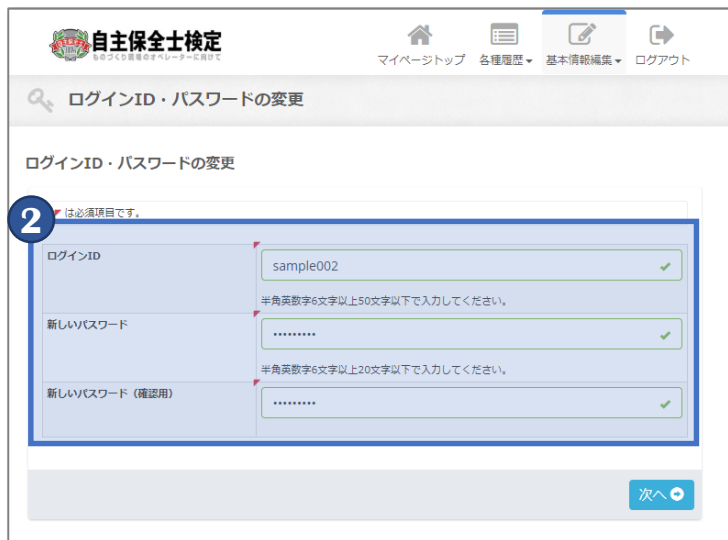 自主保全士検定
ものづくり現場のオペレーターに向けて
マイページトップ 各種履歴 基本情報編集 ログアウト
ログインID・パスワードの変更
ログインID・パスワードの変更
2
は必須項目です。
ログインID
sample002
半角英数字6文字以上50文字以下で入力してください。
新しいパスワード
•••••••••
半角英数字6文字以上20文字以下で入力してください。
新しいパスワード（確認用）
•••••••••
次へ